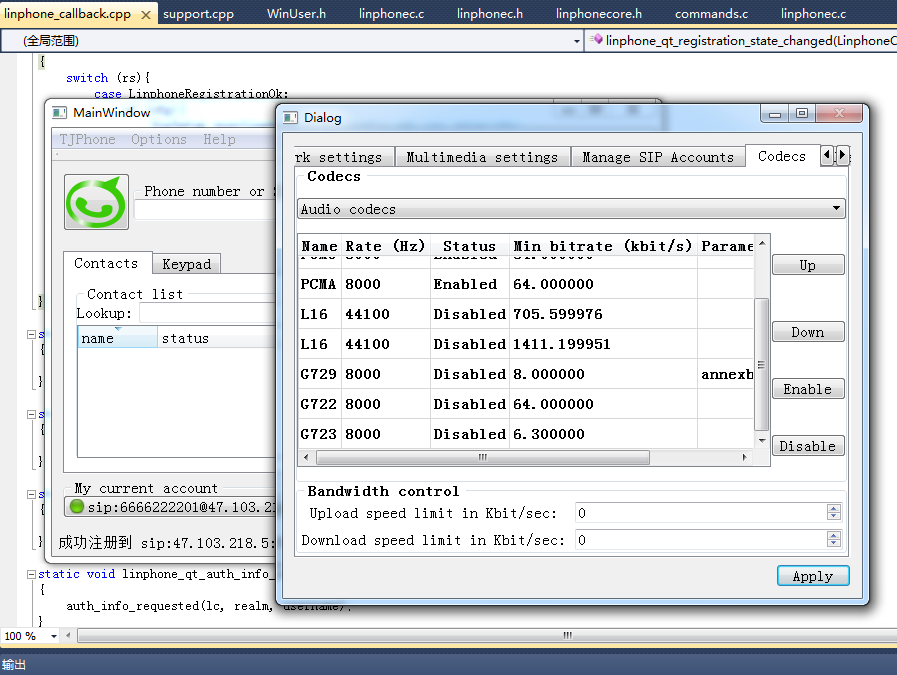 linphone_callback.cpp support.cpp WinUser.h linphonec.c linphonec.h linphonecore.h commands.c linphonec.c
(全局范围) linphone_qt_registration_state_changed(LinphoneC
{
switch (rs){
case LinphoneRegistrationOk:
MainWindow
TJPhone Options Help
Phone number or
Contacts Keypad
Contact list
Lookup:
name status
My current account
sip:6666222201@47.103.21
成功注册到 sip:47.103.218.5:
Dialog
rk settings Multimedia settings Manage SIP Accounts Codecs
Codecs
Audio codecs
Name Rate (Hz) Status Min bitrate (kbit/s) Parame
PCMA 8000 Enabled 64.000000
L16 44100 Disabled 705.599976
L16 44100 Disabled 1411.199951
G729 8000 Disabled 8.000000 annexb
G722 8000 Disabled 64.000000
G723 8000 Disabled 6.300000
Up
Down
Enable
Disable
Bandwidth control
Upload speed limit in Kbit/sec: 0
Download speed limit in Kbit/sec: 0
Apply
}
s
{
}
s
{
}
s
{
}
static void linphone_qt_auth_info_
{
auth_info_requested(lc, realm, username);
}
100 %
输出